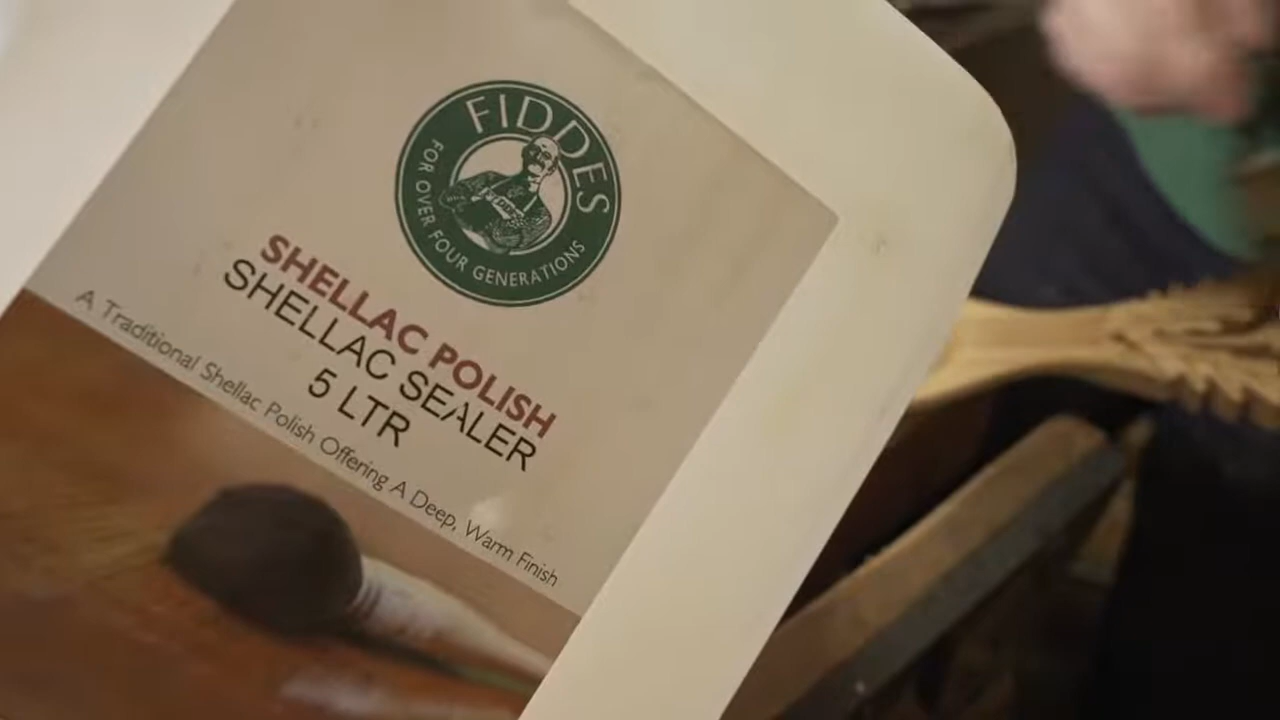 FIDDES
FOR OVER FOUR GENERATIONS
SHELLAC POLISH
SHELLAC SEALER
5 LTR
A Traditional Shellac Polish Offering A Deep, Warm Finish